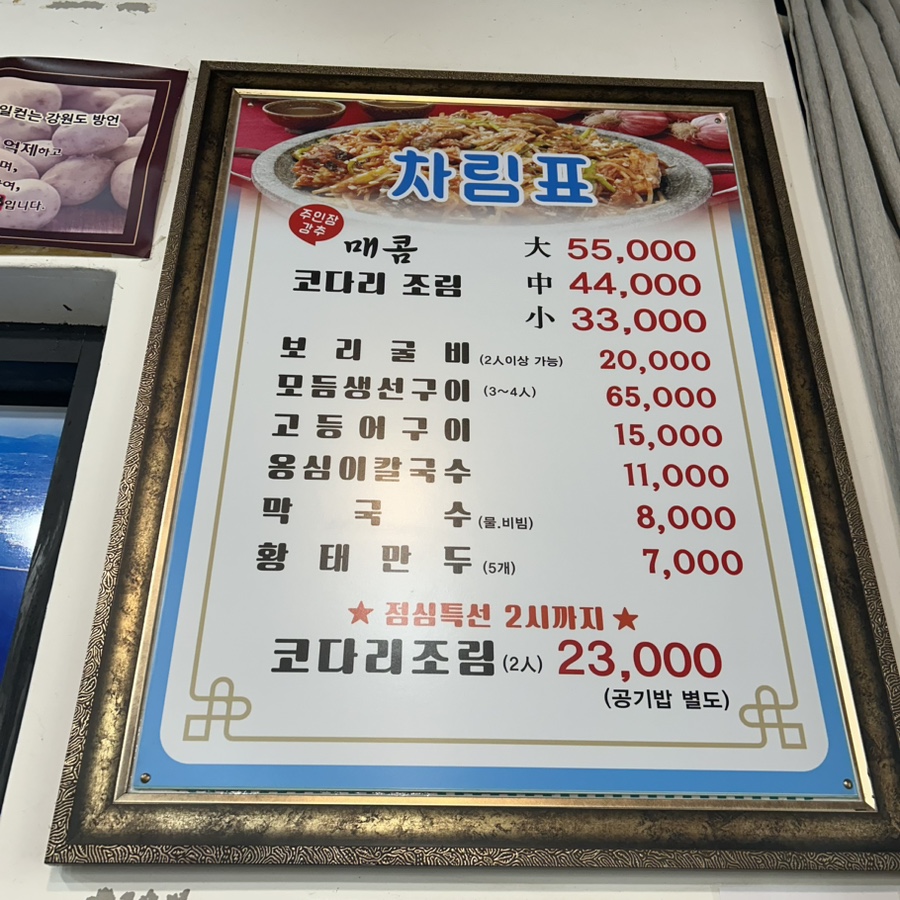 일컫는 강원도 방언
억제하고
며,
여,
입니다.
차림표
주인장
강추
매콤
코다리 조림
大 55,000
中 44,000
小 33,000
보리굴비 (2人이상 가능) 20,000
모듬생선구이 (3~4人) 65,000
고등어구이 15,000
옹심이칼국수 11,000
막국수 (물.비빔) 8,000
황태만두 (5개) 7,000
★ 점심특선 2시까지 ★
코다리조림 (2人) 23,000
(공기밥 별도)